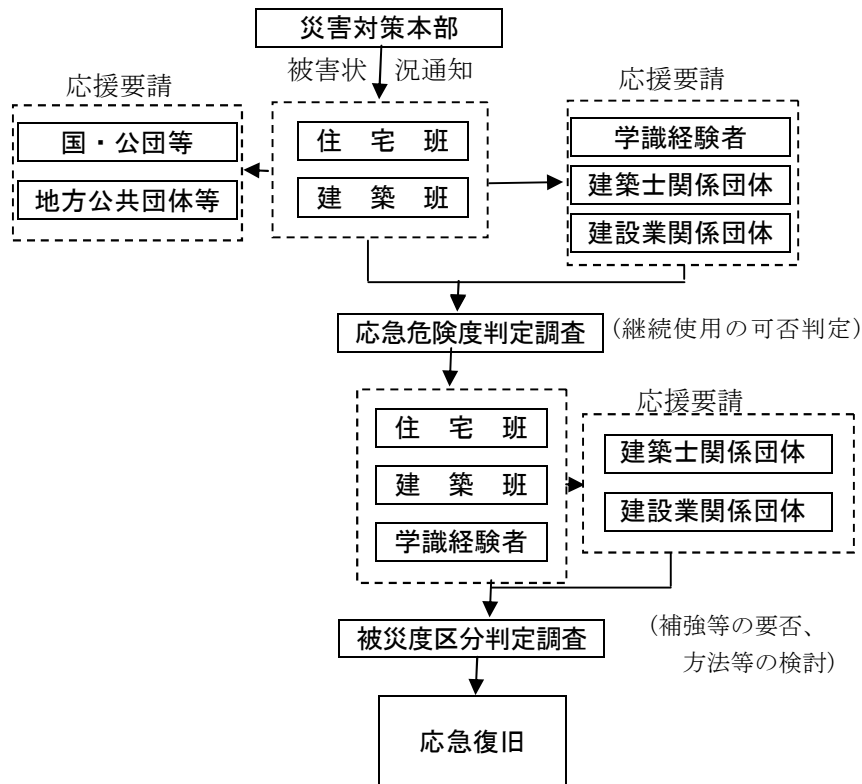 災害対策本部
被害状況通知
応援要請
国・公団等
地方公共団体等
住　宅　班
建　築　班
応援要請
学識経験者
建築士関係団体
建設業関係団体
応急危険度判定調査
(継続使用の可否判定)
住　宅　班
建　築　班
学識経験者
応援要請
建築士関係団体
建設業関係団体
被災度区分判定調査
(補強等の要否、
方法等の検討)
応急復旧